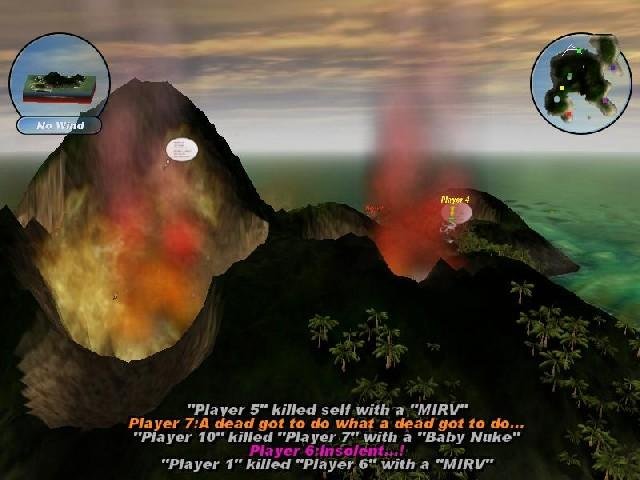 No Wind
Player 4
"Player 5" killed self with a "MIRV"
Player 7:A dead got to do what a dead got to do...
"Player 10" killed "Player 7" with a "Baby Nuke"
Player 6:Insolent...!
"Player 1" killed "Player 6" with a "MIRV"